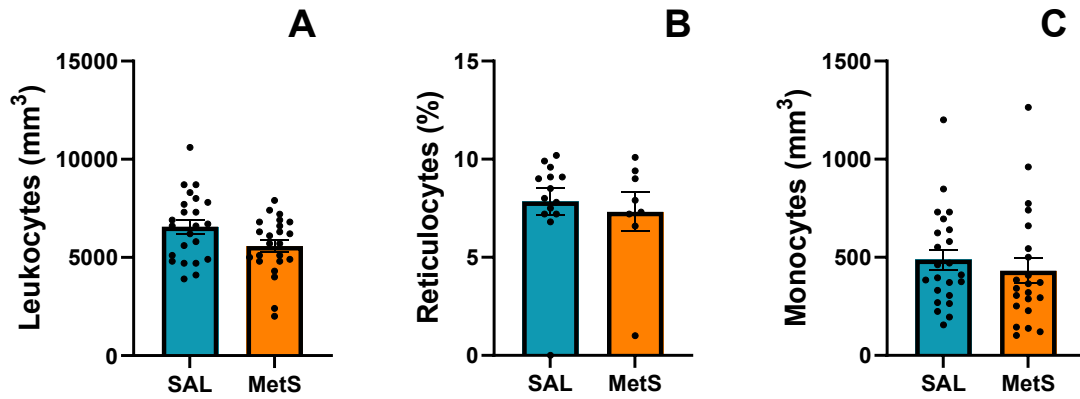 A
Leukocytes (mm³)
15000
10000
5000
0
SAL MetS
B
Reticulocytes (%)
15
10
5
0
SAL MetS
C
Monocytes (mm³)
1500
1000
500
0
SAL MetS